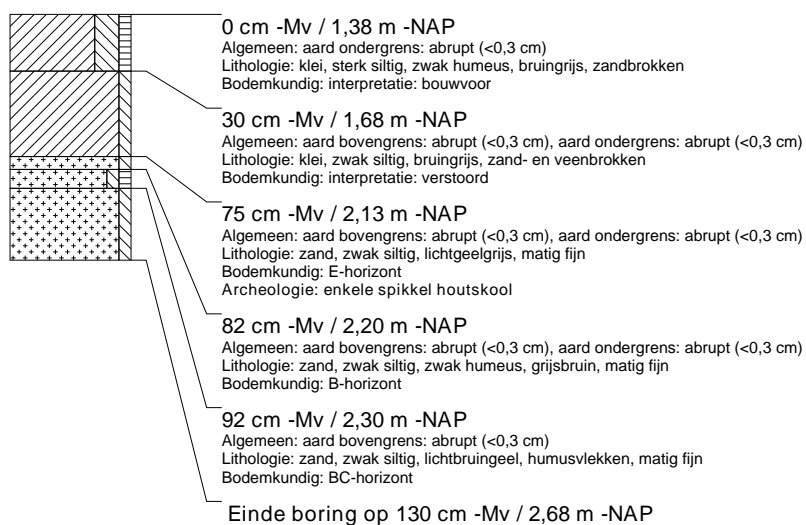 0 cm -Mv / 1,38 m -NAP
Algemeen: aard ondergrens: abrupt (<0,3 cm)
Lithologie: klei, sterk siltig, zwak humeus, bruingrijs, zandbrokken
Bodemkundig: interpretatie: bouwvoor
30 cm -Mv / 1,68 m -NAP
Algemeen: aard bovengrens: abrupt (<0,3 cm), aard ondergrens: abrupt (<0,3 cm)
Lithologie: klei, zwak siltig, bruingrijs, zand- en veenbrokken
Bodemkundig: interpretatie: verstoord
75 cm -Mv / 2,13 m -NAP
Algemeen: aard bovengrens: abrupt (<0,3 cm), aard ondergrens: abrupt (<0,3 cm)
Lithologie: zand, zwak siltig, lichtgeelgrijs, matig fijn
Bodemkundig: E-horizont
Archeologie: enkele spikkel houtskool
82 cm -Mv / 2,20 m -NAP
Algemeen: aard bovengrens: abrupt (<0,3 cm), aard ondergrens: abrupt (<0,3 cm)
Lithologie: zand, zwak siltig, zwak humeus, grijsbruin, matig fijn
Bodemkundig: B-horizont
92 cm -Mv / 2,30 m -NAP
Algemeen: aard bovengrens: abrupt (<0,3 cm)
Lithologie: zand, zwak siltig, lichtbruingeel, humusvlekken, matig fijn
Bodemkundig: BC-horizont
Einde boring op 130 cm -Mv / 2,68 m -NAP